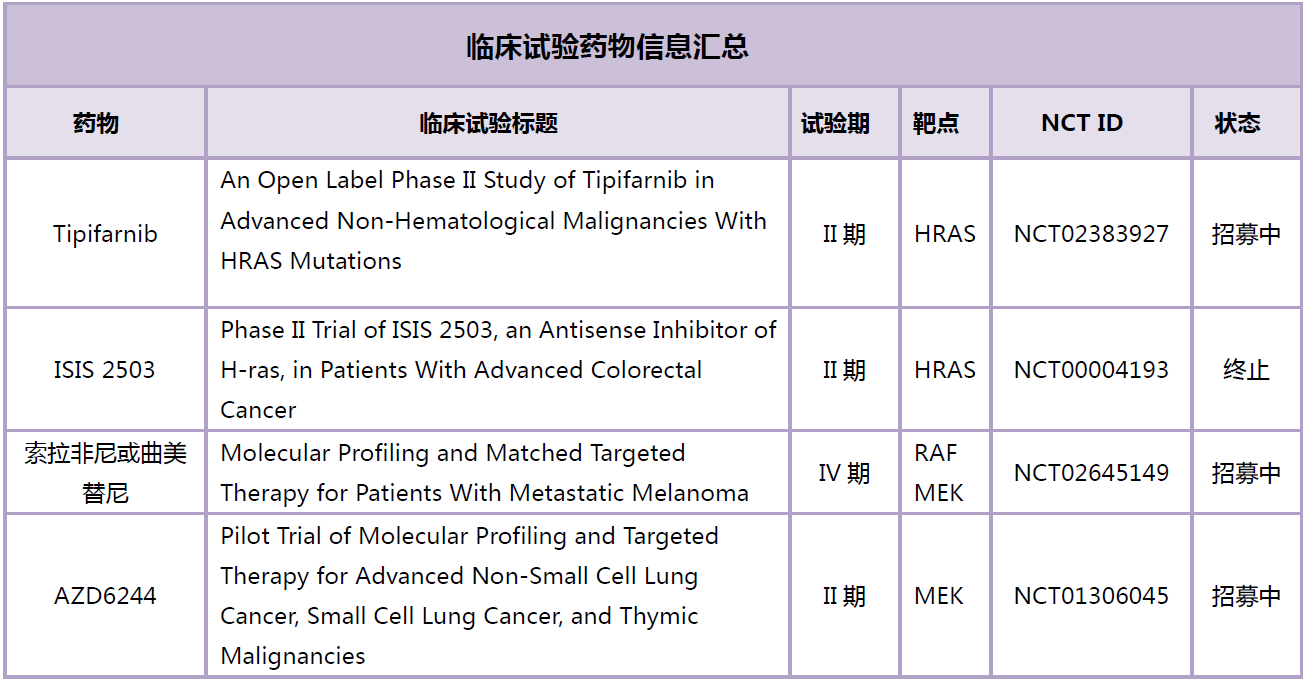 临床试验药物信息汇总
药物 临床试验标题 试验期 靶点 NCT ID 状态
An Open Label Phase II Study of Tipifarnib in
Advanced Non-Hematological Malignancies With
HRAS Mutations
Tipifarnib II 期 HRAS NCT02383927 招募中
Phase II Trial of ISIS 2503, an Antisense Inhibitor of
H-ras, in Patients With Advanced Colorectal
Cancer
ISIS 2503 II 期 HRAS NCT00004193 终止
索拉非尼或曲美
替尼
Molecular Profiling and Matched Targeted
Therapy for Patients With Metastatic Melanoma
IV 期
RAF
MEK
NCT02645149 招募中
Pilot Trial of Molecular Profiling and Targeted
Therapy for Advanced Non-Small Cell Lung
Cancer, Small Cell Lung Cancer, and Thymic
Malignancies
AZD6244 II 期 MEK NCT01306045 招募中